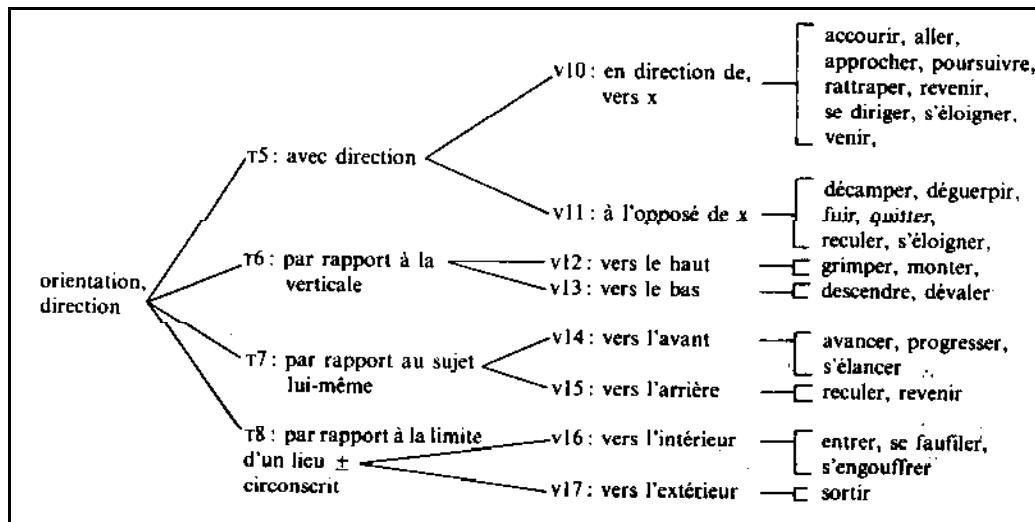 orientation,
direction
T5 : avec direction
v10 : en direction de,
vers x
accourir, aller,
approcher, poursuivre,
rattraper, revenir,
se diriger, s'éloigner,
venir,
v11 : à l'opposé de x
décamper, déguerpir,
fuir, quitter,
reculer, s'éloigner,
T6 : par rapport à la
verticale
v12 : vers le haut
grimper, monter,
v13 : vers le bas
descendre, dévaler
T7 : par rapport au sujet
lui-même
v14 : vers l'avant
avancer, progresser,
s'élancer
v15 : vers l'arrière
reculer, revenir
T8 : par rapport à la limite
d'un lieu ±
circonscrit
v16 : vers l'intérieur
entrer, se faufiler,
s'engouffrer
v17 : vers l'extérieur
sortir